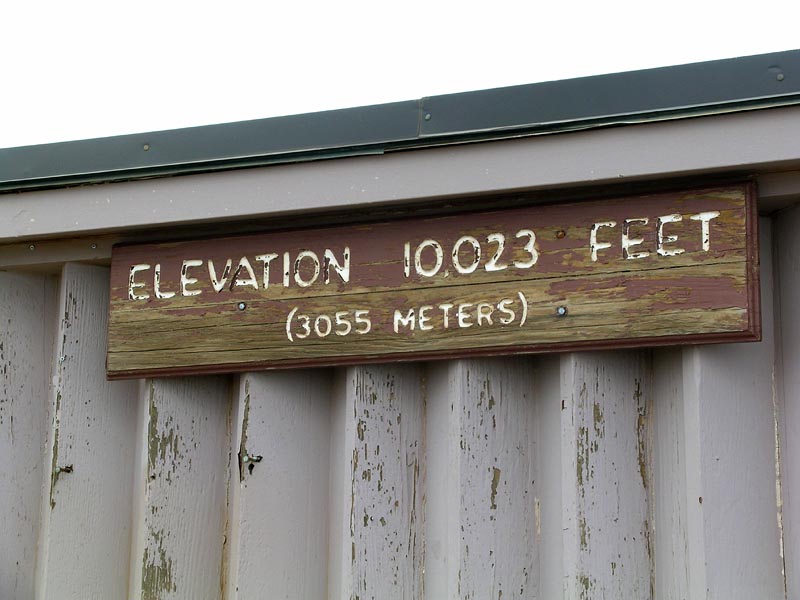 ELEVATION 10,023 FEET
(3055 METERS)